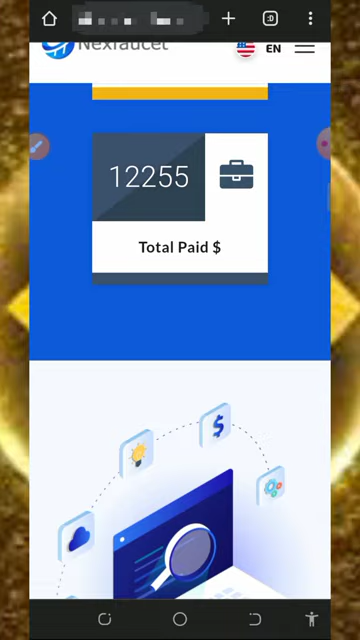 :D
Nexfaucet
EN
12255
Total Paid $
$